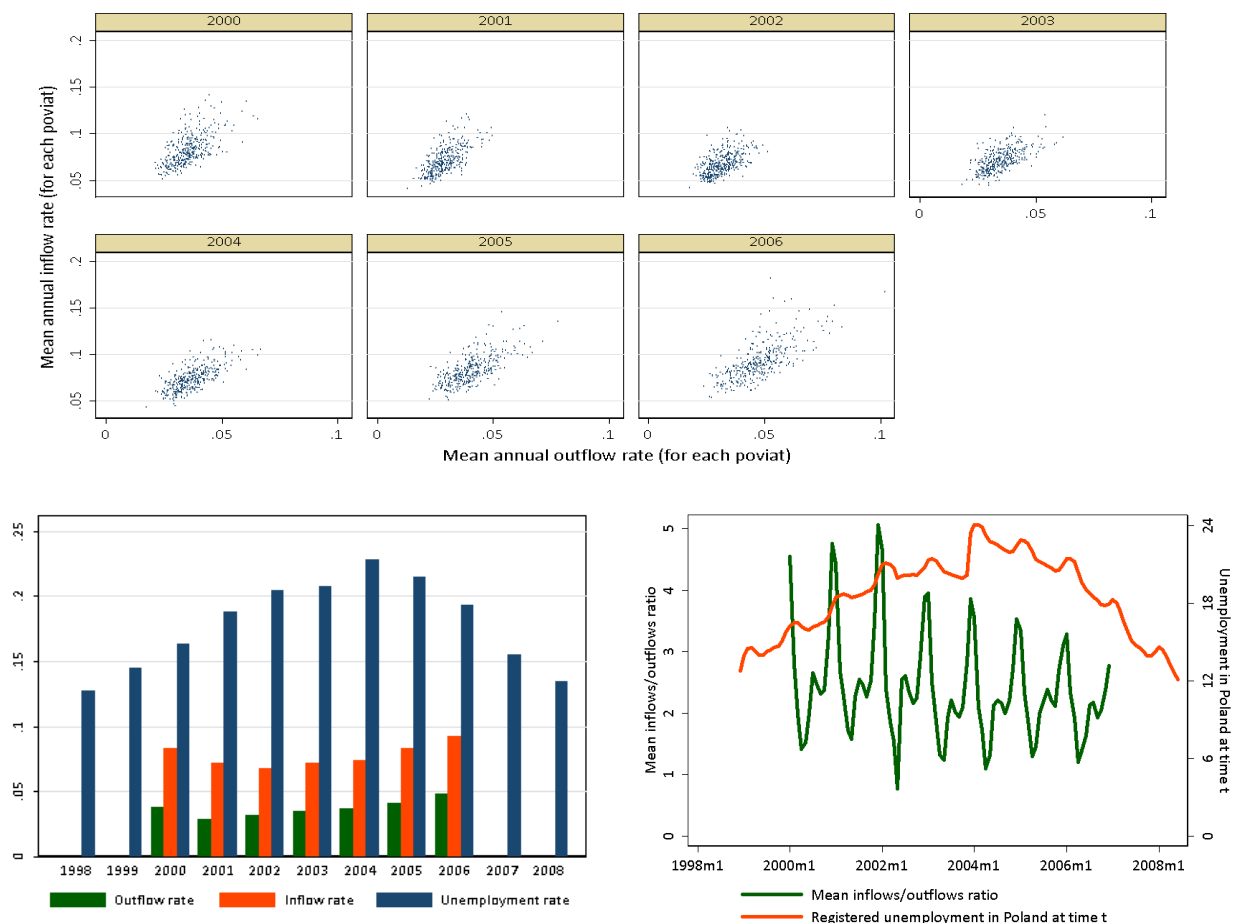 2000 2001 2002 2003
.2
.15
.1
.05
0 .05 .1
2004 2005 2006
.2
.15
.1
.05
0 .05 .1 0 .05 .1 0 .05 .1
Mean annual inflow rate (for each poviat)
Mean annual outflow rate (for each poviat)
.25
.2
.15
.1
.05
0
1998 1999 2000 2001 2002 2003 2004 2005 2006 2007 2008
Outflow rate Inflow rate Unemployment rate
Mean inflows/outflows ratio
5
4
3
2
1
0
24
18
12
6
0
Unemployment in Poland at time t
1998m1 2000m1 2002m1 2004m1 2006m1 2008m1
Mean inflows/outflows ratio
Registered unemployment in Poland at time t